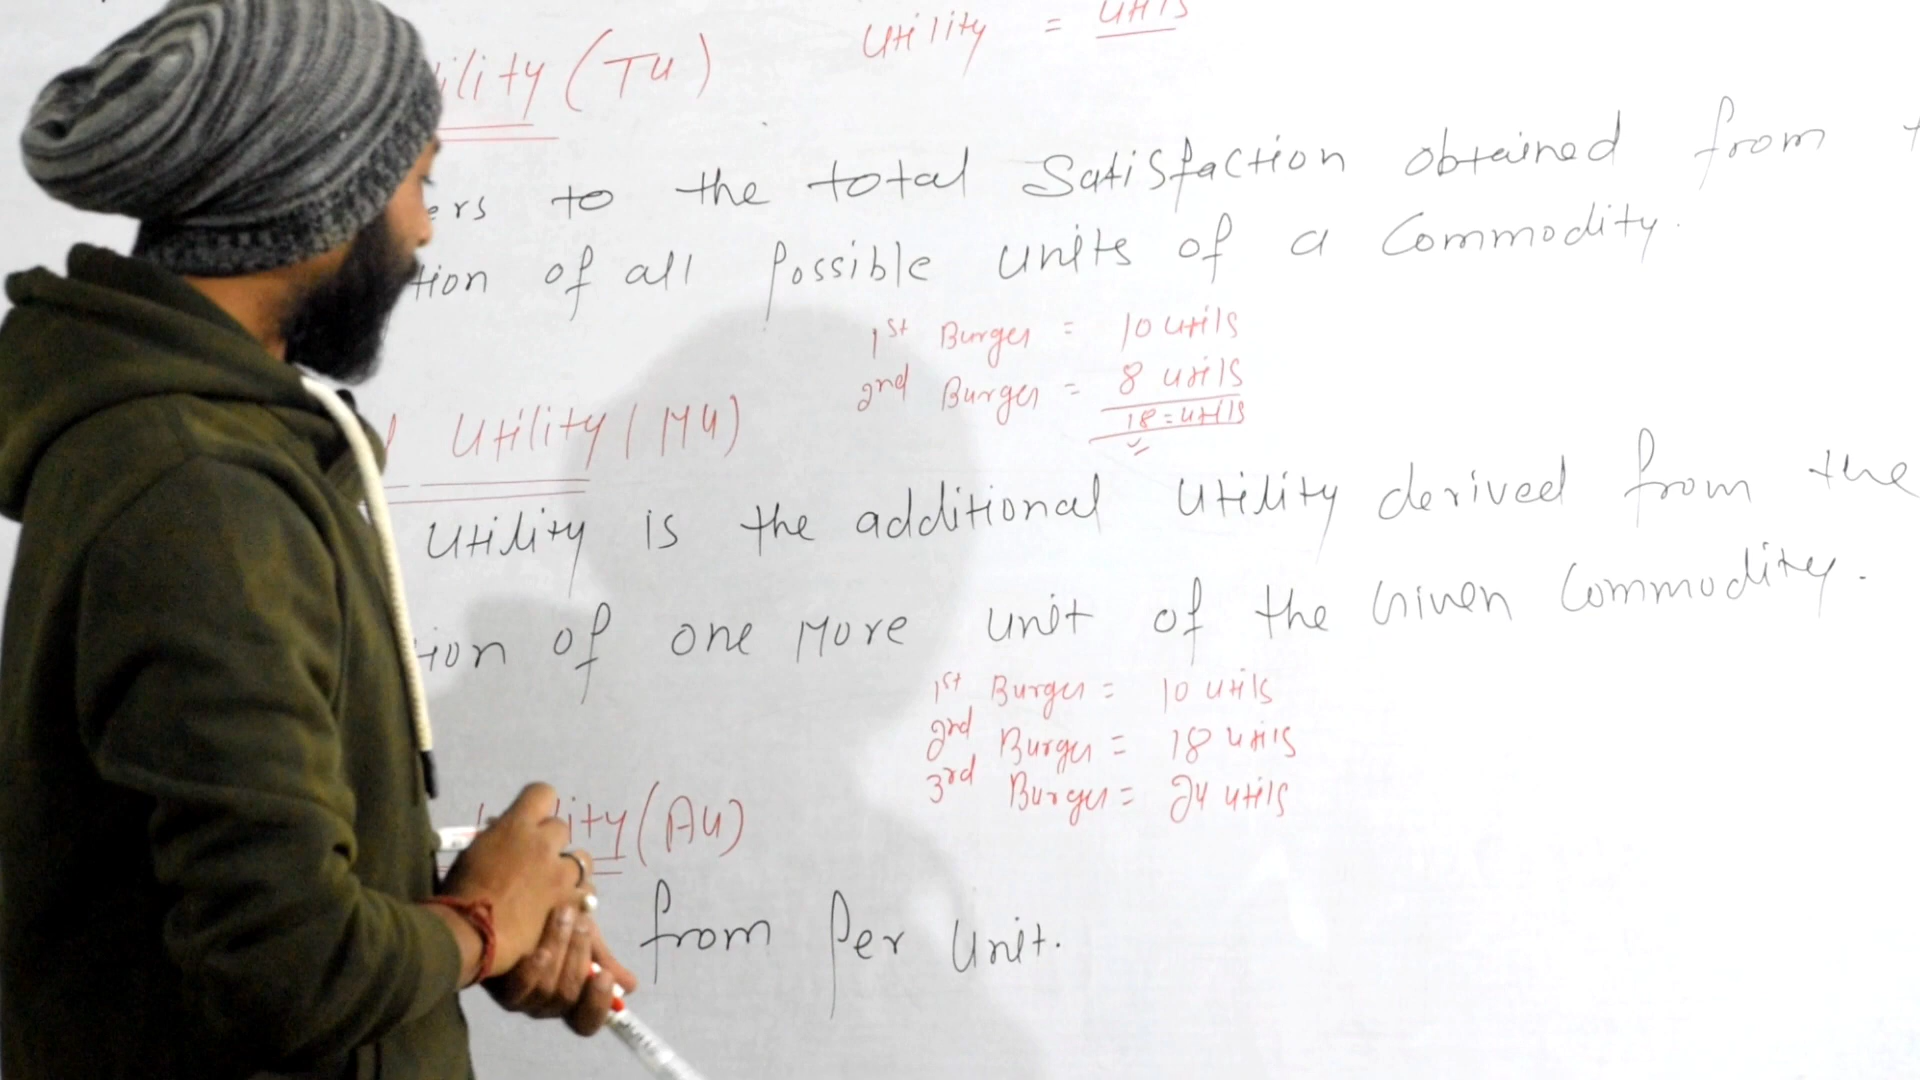 ility (TU) Utility = utils
ers to the total Satisfaction obtained from t
tion of all Possible units of a Commodity.
1st Burger = 10 utils
2nd Burger = 8 utils
18 = utils
l Utility (MU)
Utility is the additional Utility derived from the
tion of one More unit of the Given Commodity.
1st Burger = 10 utils
2nd Burger = 18 utils
3rd Burger = 24 utils
ity (AU)
from Per Unit.